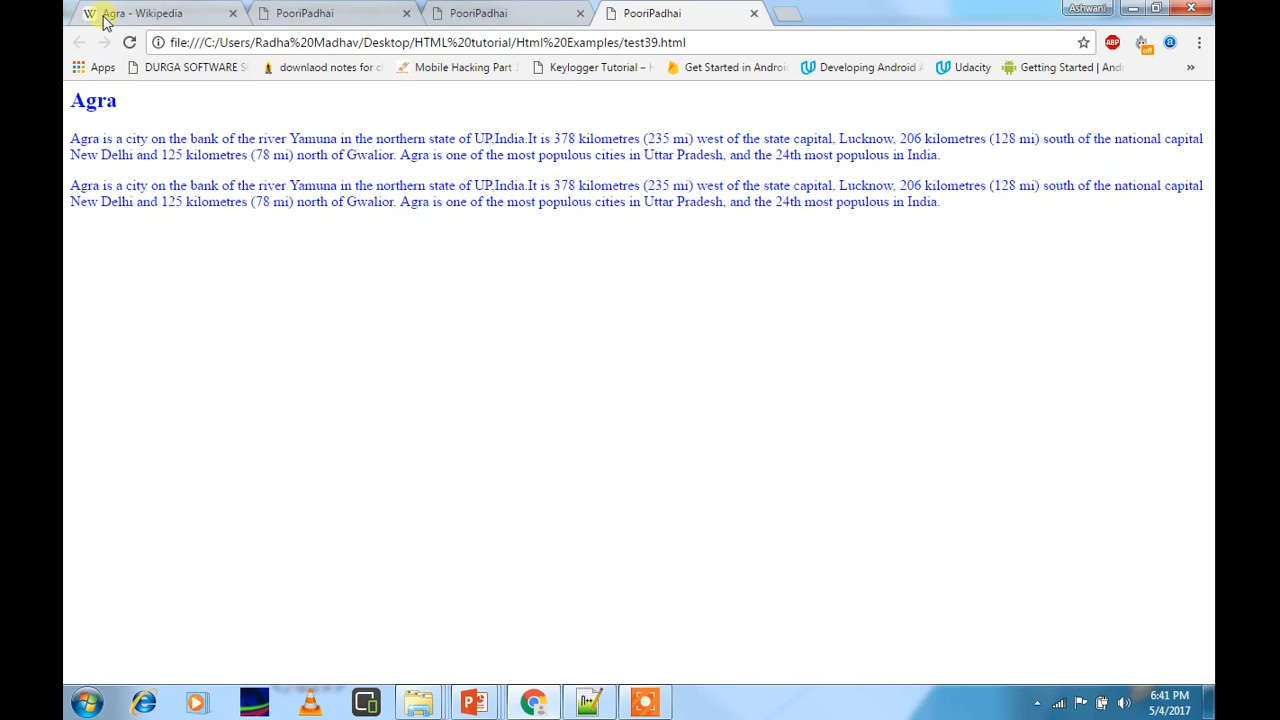 Agra - Wikipedia
PooriPadhai
PooriPadhai
PooriPadhai
Ashwani
file:///C:/Users/Radha%20Madhav/Desktop/HTML%20tutorial/Html%20Examples/test39.html
ABP
off
a
Apps
DURGA SOFTWARE S
downlaod notes for c
Mobile Hacking Part
Keylogger Tutorial –
Get Started in Androi
Developing Android
Udacity
Getting Started | And
»
Agra
Agra is a city on the bank of the river Yamuna in the northern state of UP,India.It is 378 kilometres (235 mi) west of the state capital, Lucknow, 206 kilometres (128 mi) south of the national capital
New Delhi and 125 kilometres (78 mi) north of Gwalior. Agra is one of the most populous cities in Uttar Pradesh, and the 24th most populous in India.
Agra is a city on the bank of the river Yamuna in the northern state of UP,India.It is 378 kilometres (235 mi) west of the state capital, Lucknow, 206 kilometres (128 mi) south of the national capital
New Delhi and 125 kilometres (78 mi) north of Gwalior. Agra is one of the most populous cities in Uttar Pradesh, and the 24th most populous in India.
6:41 PM
5/4/2017